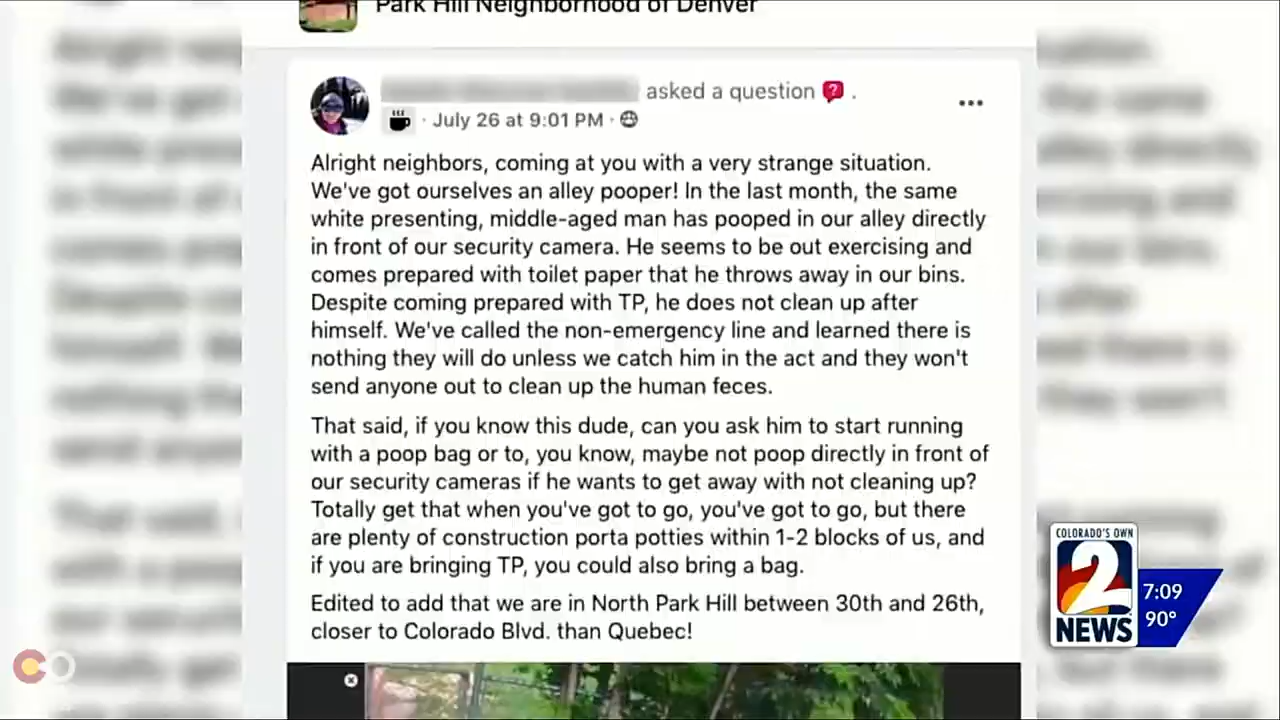 Park Hill Neighborhood of Denver
asked a question ? .
· July 26 at 9:01 PM ·
Alright neighbors, coming at you with a very strange situation.
We've got ourselves an alley pooper! In the last month, the same
white presenting, middle-aged man has pooped in our alley directly
in front of our security camera. He seems to be out exercising and
comes prepared with toilet paper that he throws away in our bins.
Despite coming prepared with TP, he does not clean up after
himself. We've called the non-emergency line and learned there is
nothing they will do unless we catch him in the act and they won't
send anyone out to clean up the human feces.
That said, if you know this dude, can you ask him to start running
with a poop bag or to, you know, maybe not poop directly in front of
our security cameras if he wants to get away with not cleaning up?
Totally get that when you've got to go, you've got to go, but there
are plenty of construction porta potties within 1-2 blocks of us, and
if you are bringing TP, you could also bring a bag.
Edited to add that we are in North Park Hill between 30th and 26th,
closer to Colorado Blvd. than Quebec!
COLORADO'S OWN
2
NEWS
7:09
90°
CO